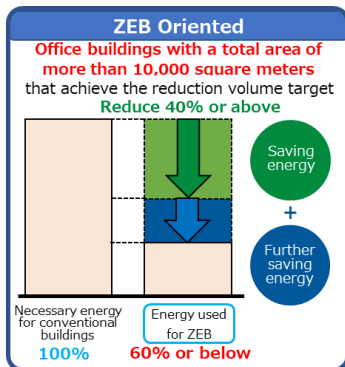 ZEB Oriented
Office buildings with a total area of
more than 10,000 square meters
that achieve the reduction volume target
Reduce 40% or above
Saving
energy
+
Further
saving
energy
Necessary energy
for conventional
buildings
100%
Energy used
for ZEB
60% or below